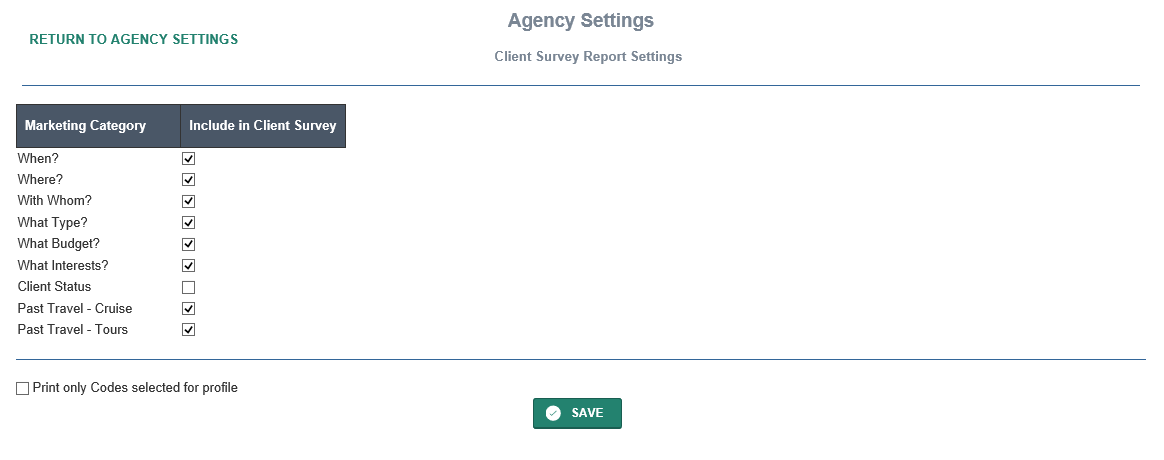 Agency Settings
RETURN TO AGENCY SETTINGS
Client Survey Report Settings
Marketing Category Include in Client Survey
When?
Where?
With Whom?
What Type?
What Budget?
What Interests?
Client Status
Past Travel - Cruise
Past Travel - Tours
Print only Codes selected for profile
SAVE